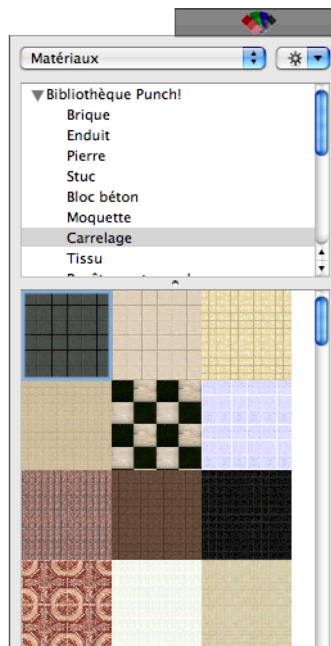 Matériaux
Bibliothèque Punch!
Brique
Enduit
Pierre
Stuc
Bloc béton
Moquette
Carrelage
Tissu